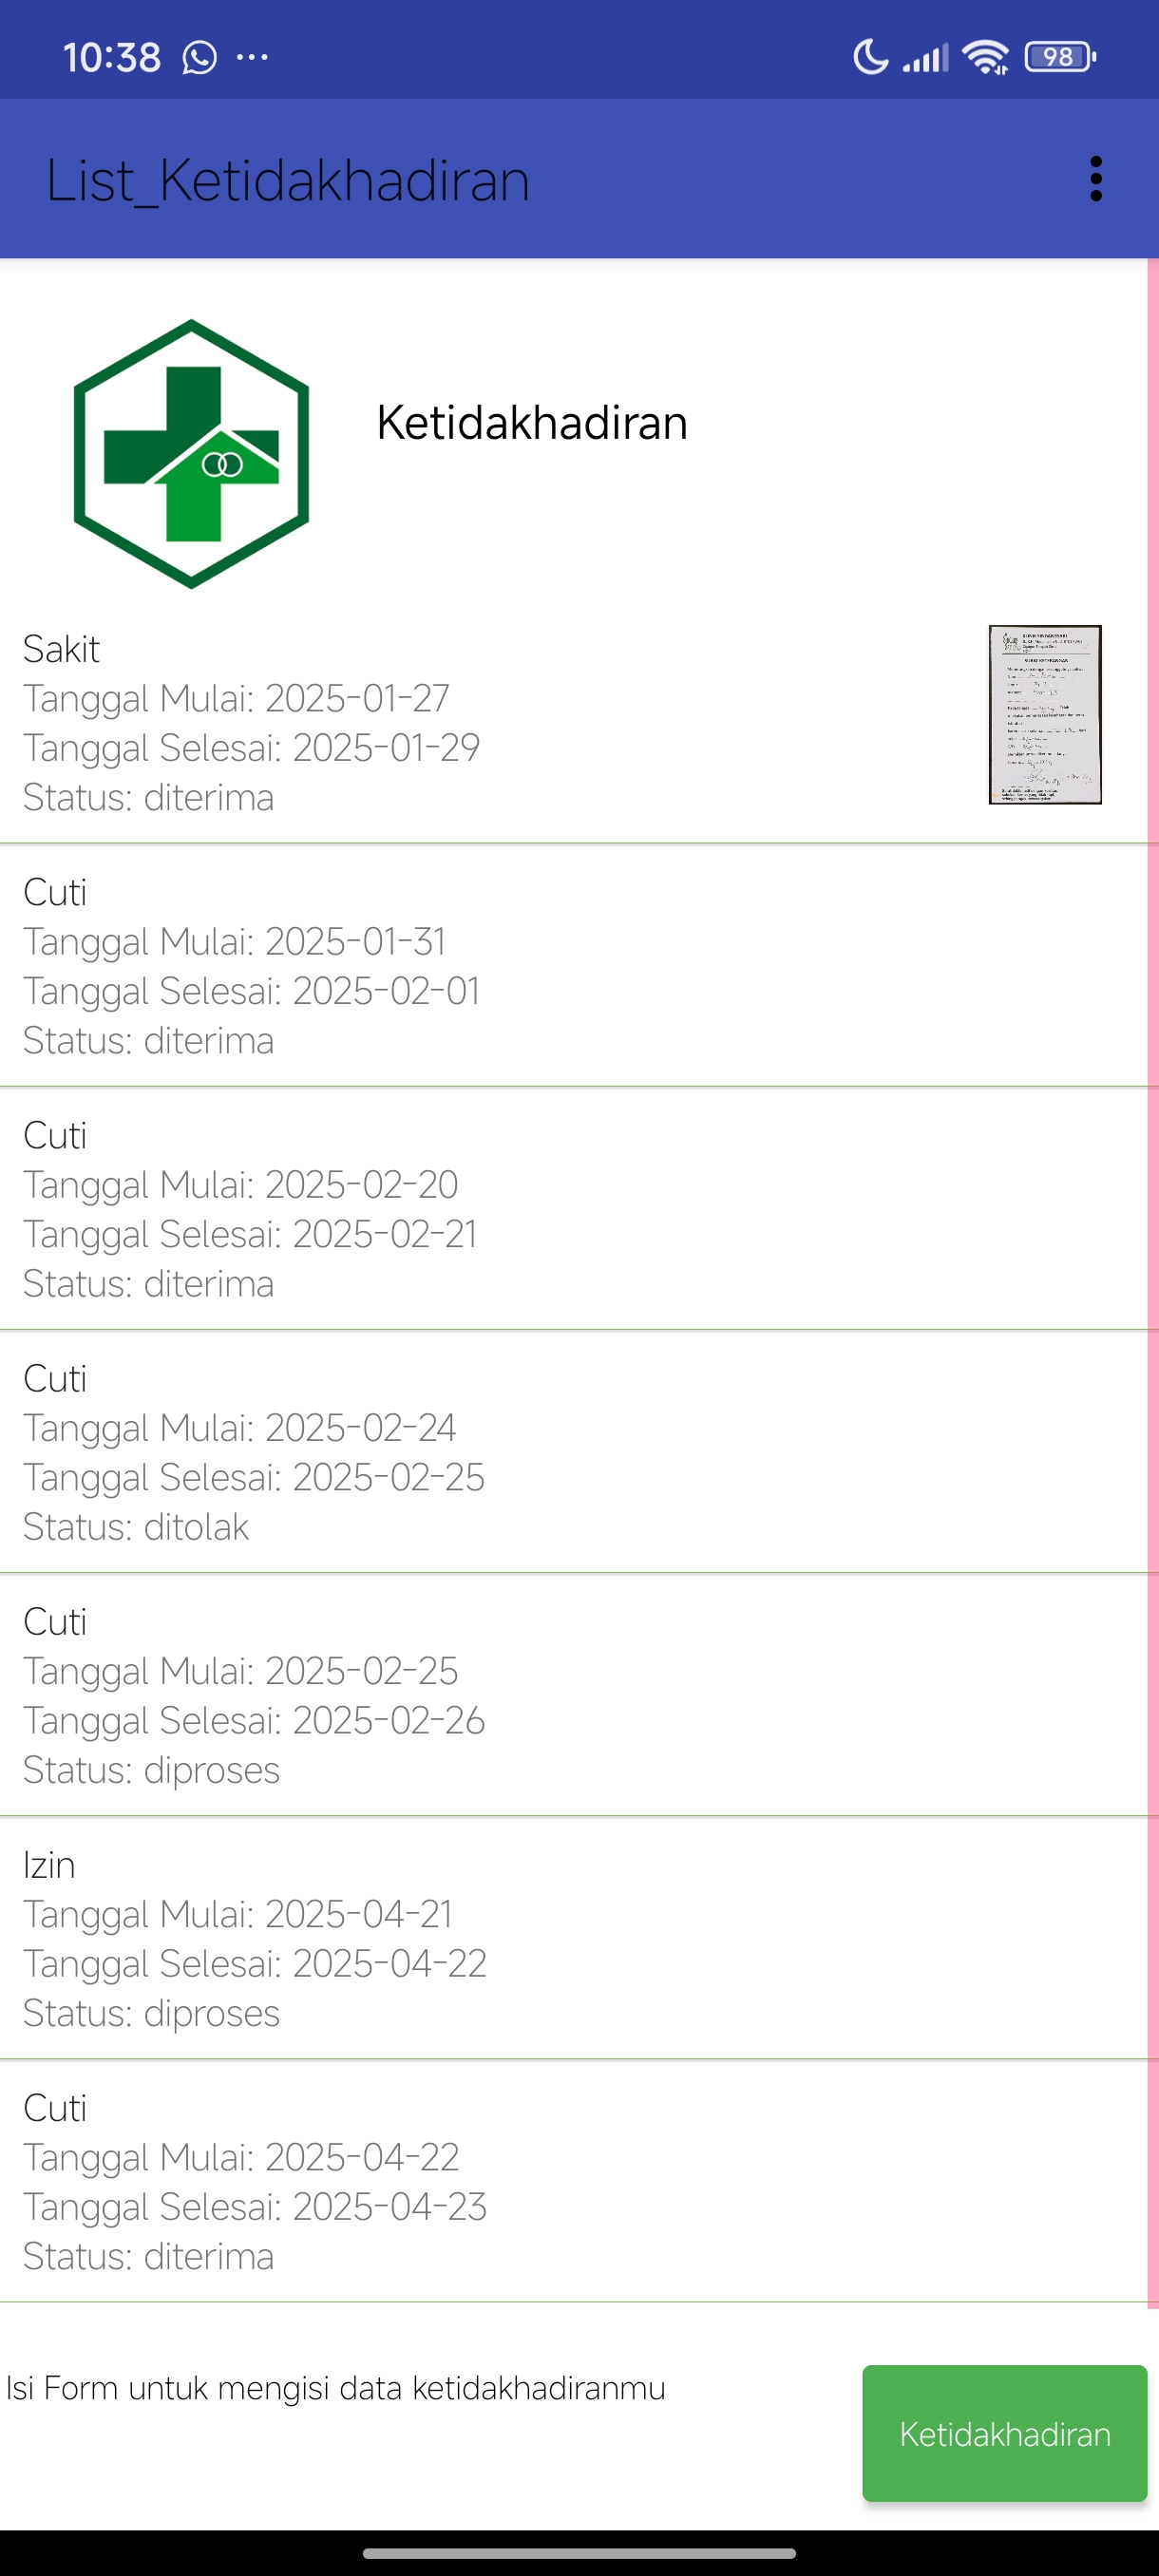 10:38
98
List_Ketidakhadiran
Ketidakhadiran
Sakit
Tanggal Mulai: 2025-01-27
Tanggal Selesai: 2025-01-29
Status: diterima
SURAT KETERANGAN
Cuti
Tanggal Mulai: 2025-01-31
Tanggal Selesai: 2025-02-01
Status: diterima
Cuti
Tanggal Mulai: 2025-02-20
Tanggal Selesai: 2025-02-21
Status: diterima
Cuti
Tanggal Mulai: 2025-02-24
Tanggal Selesai: 2025-02-25
Status: ditolak
Cuti
Tanggal Mulai: 2025-02-25
Tanggal Selesai: 2025-02-26
Status: diproses
Izin
Tanggal Mulai: 2025-04-21
Tanggal Selesai: 2025-04-22
Status: diproses
Cuti
Tanggal Mulai: 2025-04-22
Tanggal Selesai: 2025-04-23
Status: diterima
Isi Form untuk mengisi data ketidakhadiranmu
Ketidakhadiran